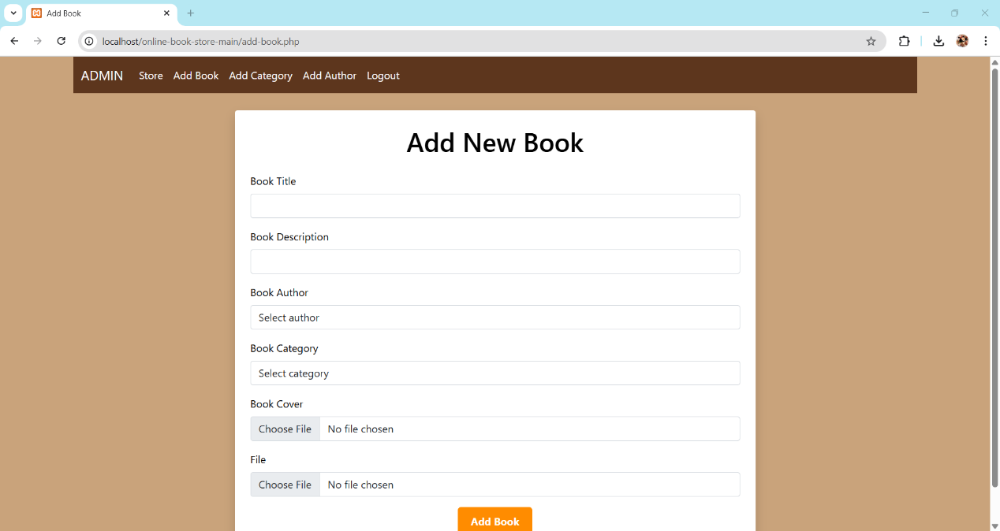 Add Book
localhost/online-book-store-main/add-book.php
ADMIN Store Add Book Add Category Add Author Logout
Add New Book
Book Title
Book Description
Book Author
Select author
Book Category
Select category
Book Cover
Choose File No file chosen
File
Choose File No file chosen
Add Book